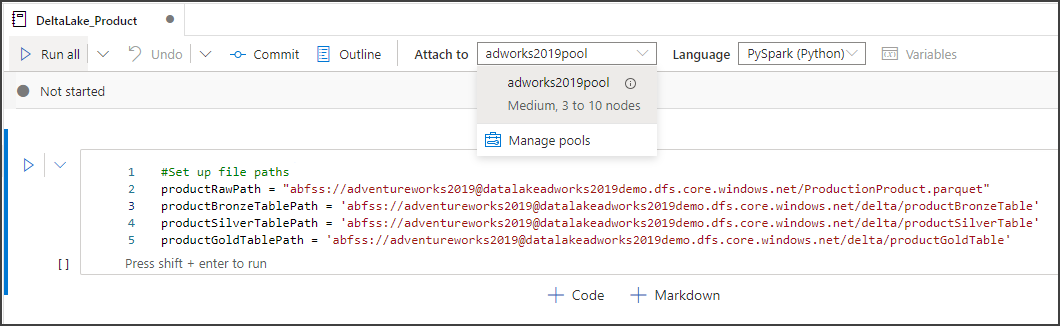 DeltaLake_Product
Run all Undo Commit Outline Attach to adworks2019pool Language PySpark (Python) Variables
adworks2019pool
Medium, 3 to 10 nodes
Manage pools
Not started
1 #Set up file paths
2 productRawPath = "abfss://adventureworks2019@datalakeadworks2019demo.dfs.core.windows.net/ProductionProduct.parquet"
3 productBronzeTablePath = 'abfss://adventureworks2019@datalakeadworks2019demo.dfs.core.windows.net/delta/productBronzeTable'
4 productSilverTablePath = 'abfss://adventureworks2019@datalakeadworks2019demo.dfs.core.windows.net/delta/productSilverTable'
5 productGoldTablePath = 'abfss://adventureworks2019@datalakeadworks2019demo.dfs.core.windows.net/delta/productGoldTable'
[ ] Press shift + enter to run
+ Code + Markdown